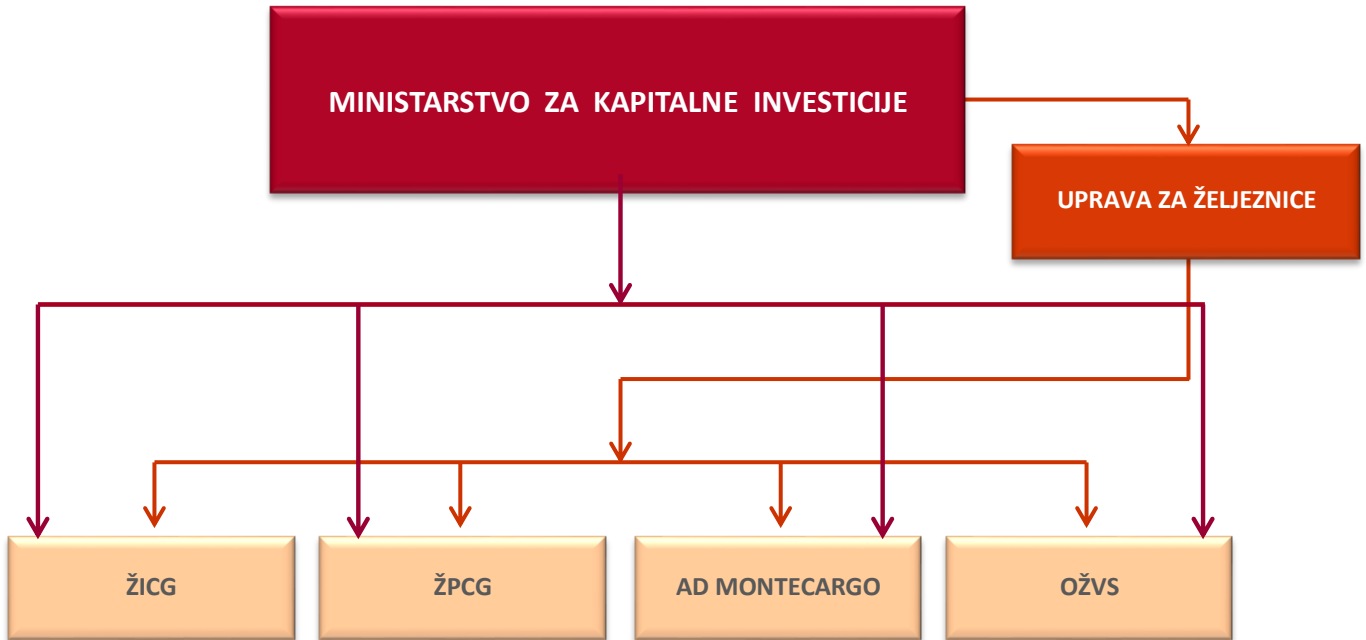 MINISTARSTVO ZA KAPITALNE INVESTICIJE
UPRAVA ZA ŽELJEZNICE
ŽICG
ŽPCG
AD MONTECARGO
OŽVS